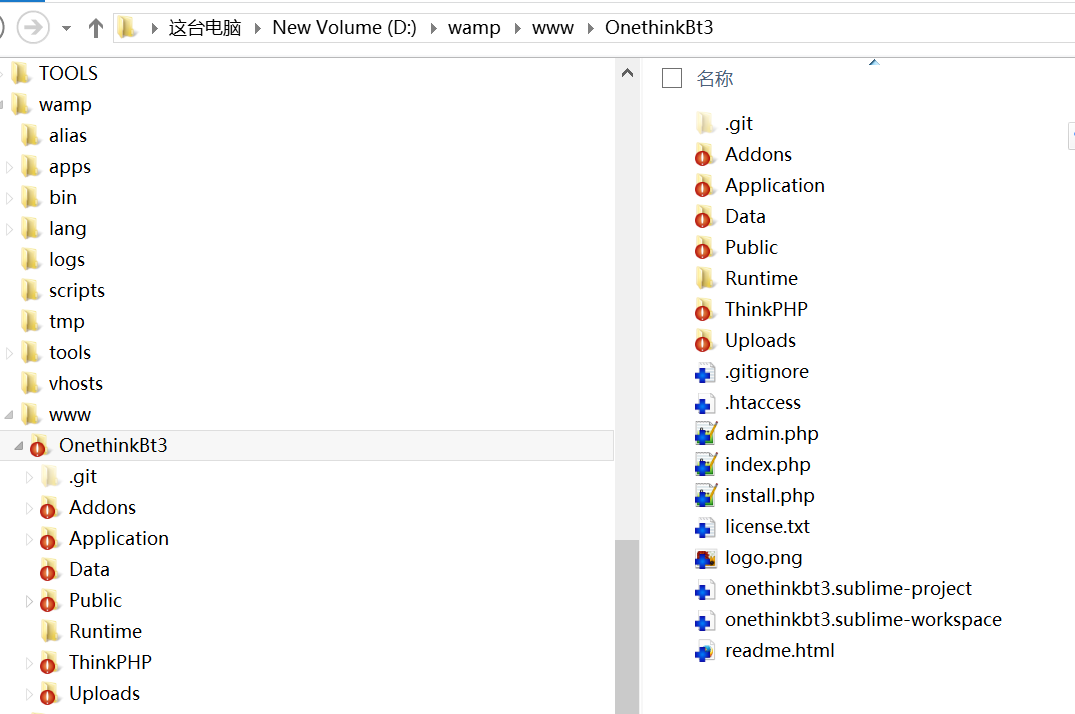 这台电脑 New Volume (D:) wamp www OnethinkBt3
TOOLS
wamp
alias
apps
bin
lang
logs
scripts
tmp
tools
vhosts
www
OnethinkBt3
.git
Addons
Application
Data
Public
Runtime
ThinkPHP
Uploads
名称
.git
Addons
Application
Data
Public
Runtime
ThinkPHP
Uploads
.gitignore
.htaccess
admin.php
index.php
install.php
license.txt
logo.png
onethinkbt3.sublime-project
onethinkbt3.sublime-workspace
readme.html